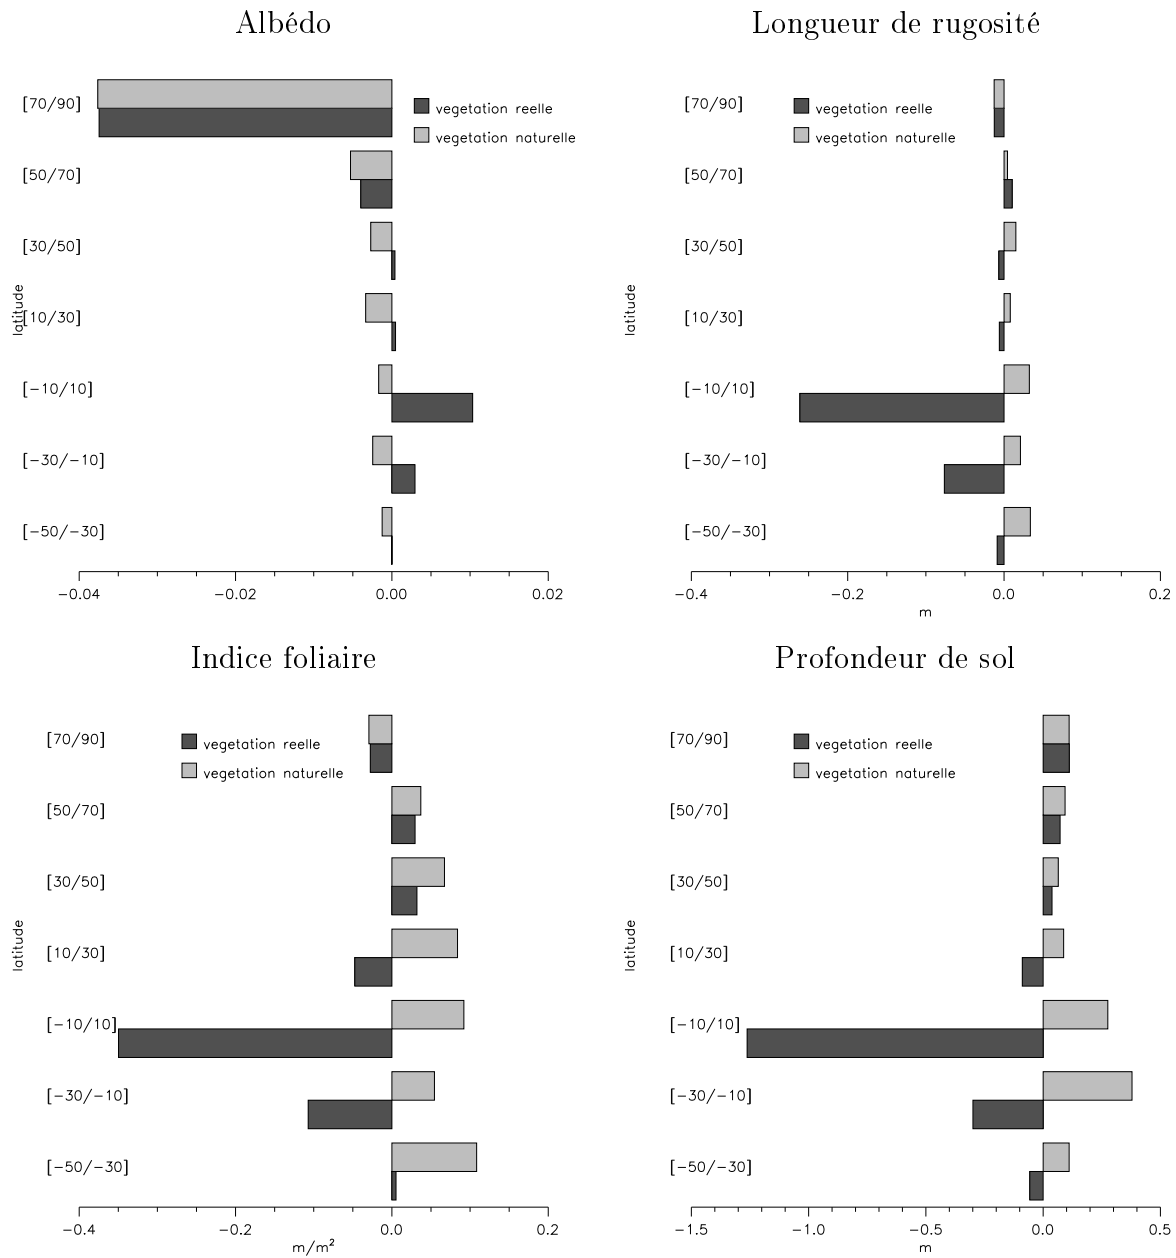 Albédo
[70/90]
[50/70]
[30/50]
[10/30]
[-10/10]
[-30/-10]
[-50/-30]
latitude
vegetation reelle
vegetation naturelle
-0.04 -0.02 0.00 0.02
Longueur de rugosité
[70/90]
[50/70]
[30/50]
[10/30]
[-10/10]
[-30/-10]
[-50/-30]
latitude
vegetation reelle
vegetation naturelle
-0.4 -0.2 0.0 0.2
m
Indice foliaire
[70/90]
[50/70]
[30/50]
[10/30]
[-10/10]
[-30/-10]
[-50/-30]
latitude
vegetation reelle
vegetation naturelle
-0.4 -0.2 0.0 0.2
m/m²
Profondeur de sol
[70/90]
[50/70]
[30/50]
[10/30]
[-10/10]
[-30/-10]
[-50/-30]
latitude
vegetation reelle
vegetation naturelle
-1.5 -1.0 -0.5 0.0 0.5
m